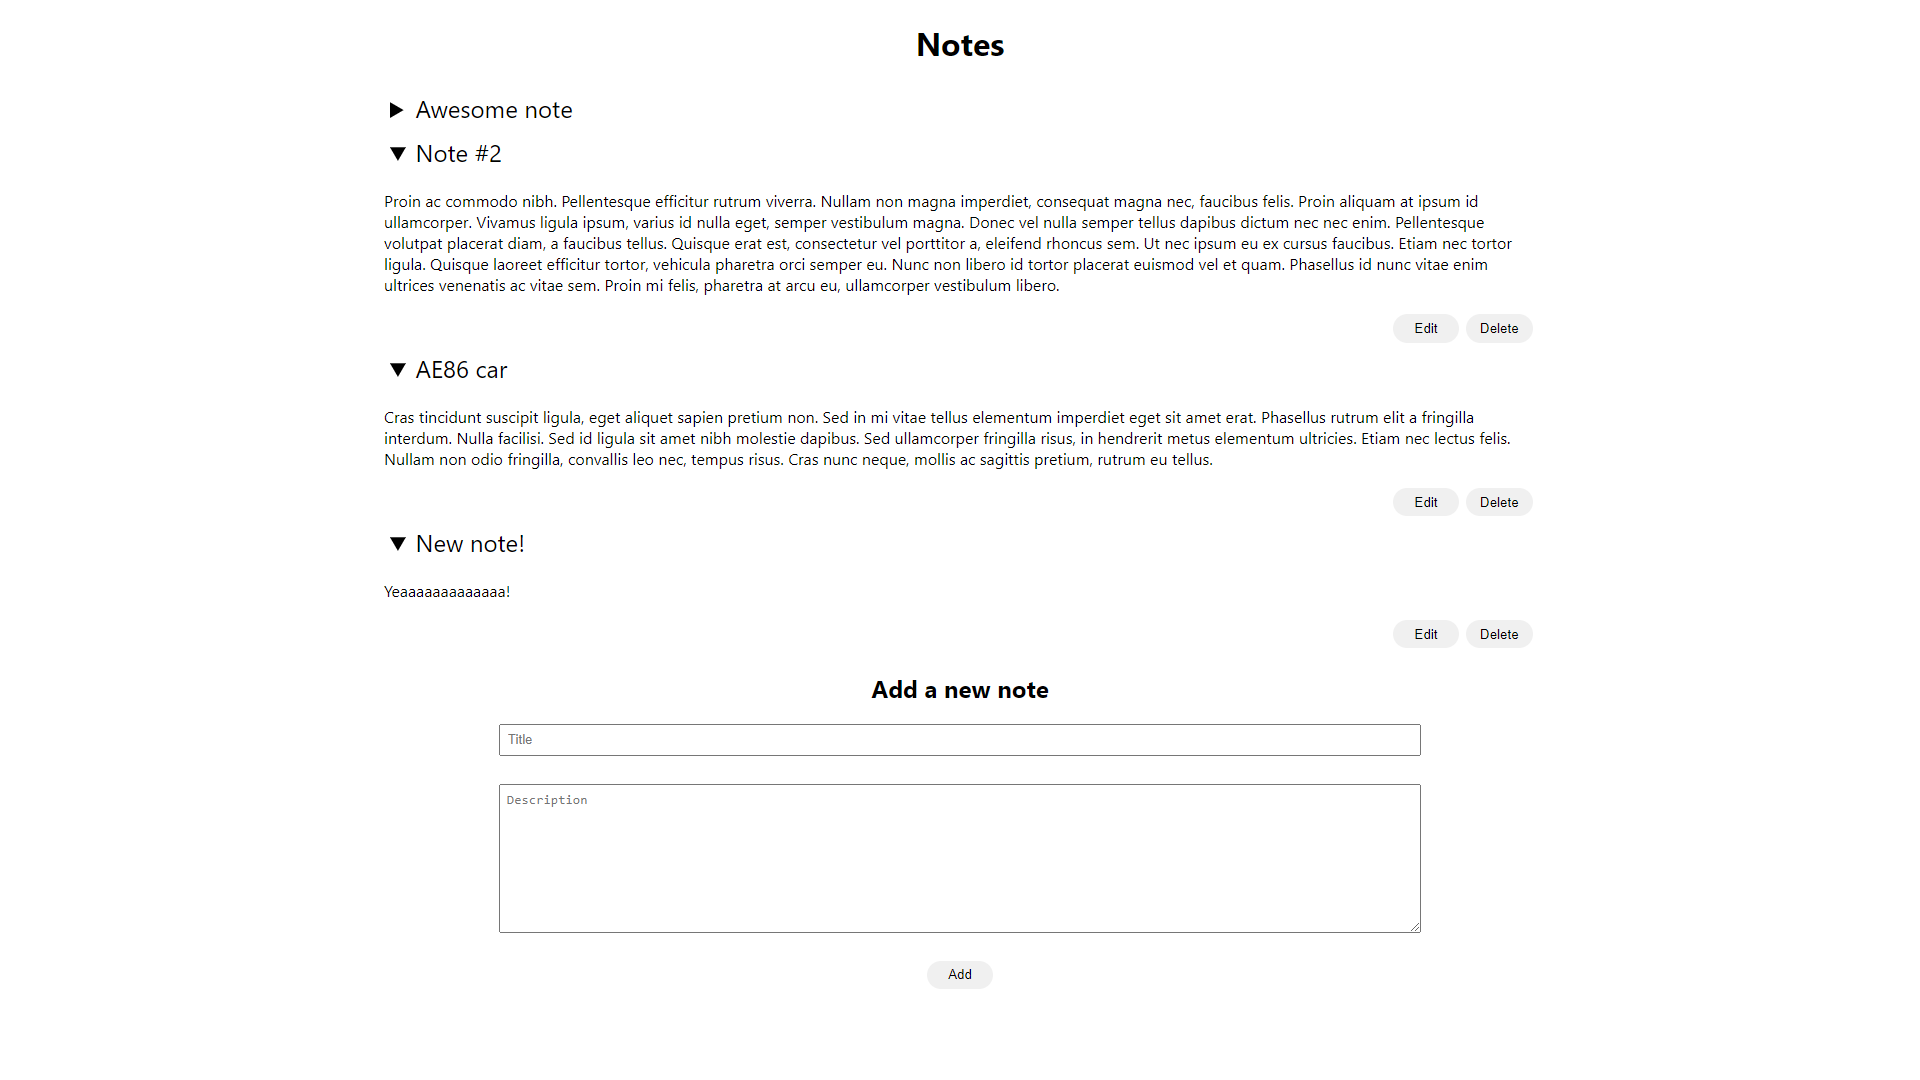 Notes
Awesome note
Note #2
Proin ac commodo nibh. Pellentesque efficitur rutrum viverra. Nullam non magna imperdiet, consequat magna nec, faucibus felis. Proin aliquam at ipsum id
ullamcorper. Vivamus ligula ipsum, varius id nulla eget, semper vestibulum magna. Donec vel nulla semper tellus dapibus dictum nec nec enim. Pellentesque
volutpat placerat diam, a faucibus tellus. Quisque erat est, consectetur vel porttitor a, eleifend rhoncus sem. Ut nec ipsum eu ex cursus faucibus. Etiam nec tortor
ligula. Quisque laoreet efficitur tortor, vehicula pharetra orci semper eu. Nunc non libero id tortor placerat euismod vel et quam. Phasellus id nunc vitae enim
ultrices venenatis ac vitae sem. Proin mi felis, pharetra at arcu eu, ullamcorper vestibulum libero.
Edit Delete
AE86 car
Cras tincidunt suscipit ligula, eget aliquet sapien pretium non. Sed in mi vitae tellus elementum imperdiet eget sit amet erat. Phasellus rutrum elit a fringilla
interdum. Nulla facilisi. Sed id ligula sit amet nibh molestie dapibus. Sed ullamcorper fringilla risus, in hendrerit metus elementum ultricies. Etiam nec lectus felis.
Nullam non odio fringilla, convallis leo nec, tempus risus. Cras nunc neque, mollis ac sagittis pretium, rutrum eu tellus.
Edit Delete
New note!
Yeaaaaaaaaaaaaa!
Edit Delete
Add a new note
Title
Description
Add